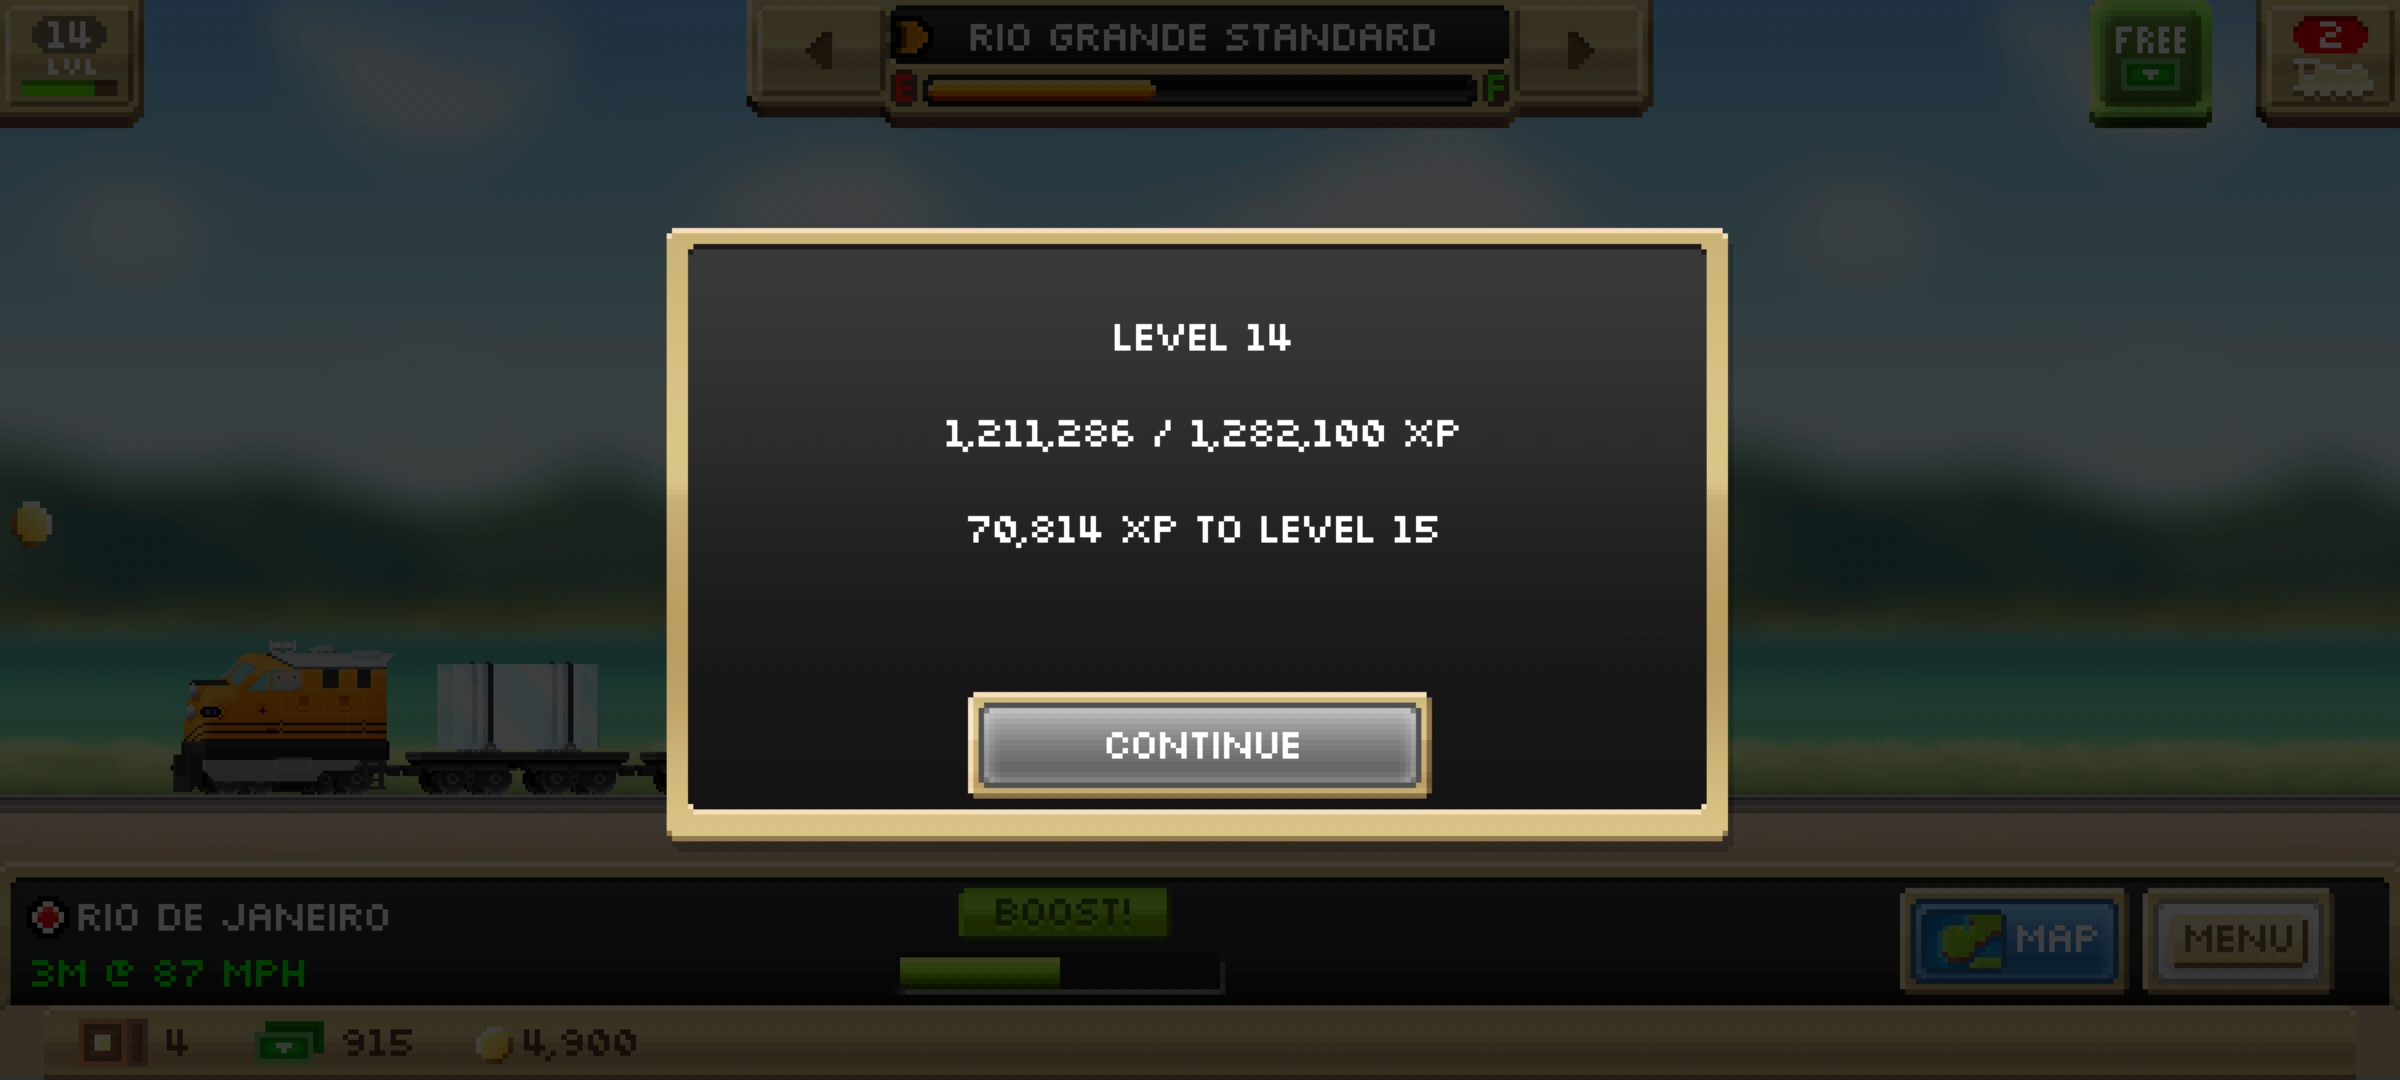 14
LVL
RIO GRANDE STANDARD
E F
FREE
2
LEVEL 14
1,211,286 / 1,282,100 XP
70,814 XP TO LEVEL 15
CONTINUE
RIO DE JANEIRO
3M @ 87 MPH
BOOST!
MAP
MENU
4 915 4,900